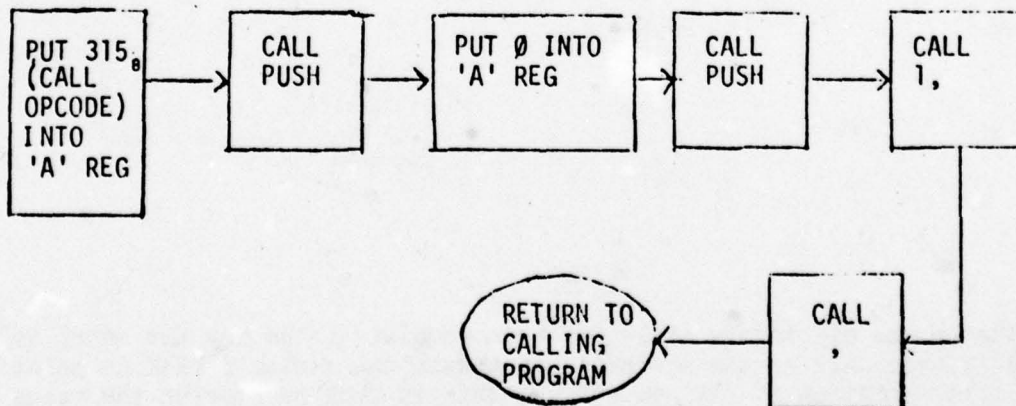 PUT 315₈
(CALL
OPCODE)
INTO
'A' REG
CALL
PUSH
PUT Ø INTO
'A' REG
CALL
PUSH
CALL
1,
CALL
,
RETURN TO
CALLING
PROGRAM